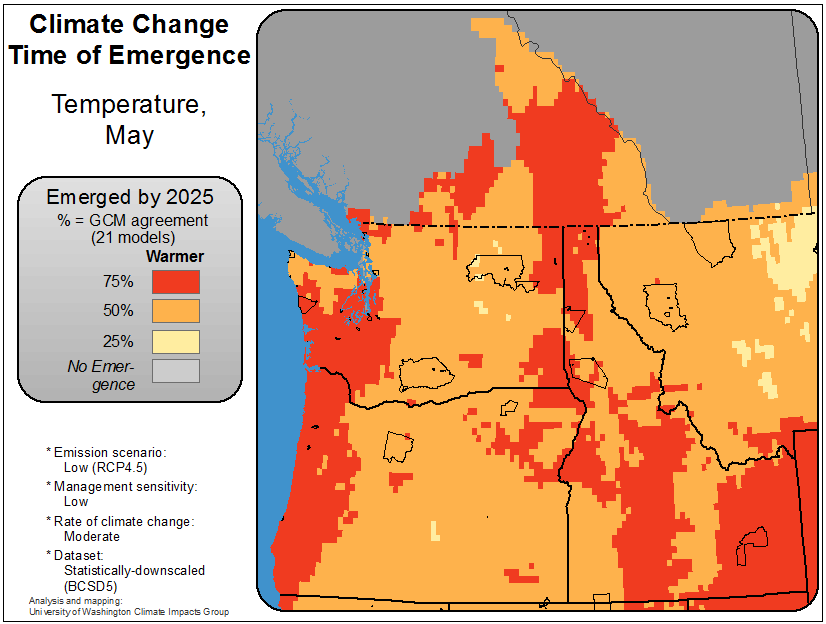 Climate Change
Time of Emergence
Temperature,
May
Emerged by 2025
% = GCM agreement
(21 models)
Warmer
75%
50%
25%
No Emer-
gence
* Emission scenario:
Low (RCP4.5)
* Management sensitivity:
Low
* Rate of climate change:
Moderate
* Dataset:
Statistically-downscaled
(BCSD5)
Analysis and mapping:
University of Washington Climate Impacts Group